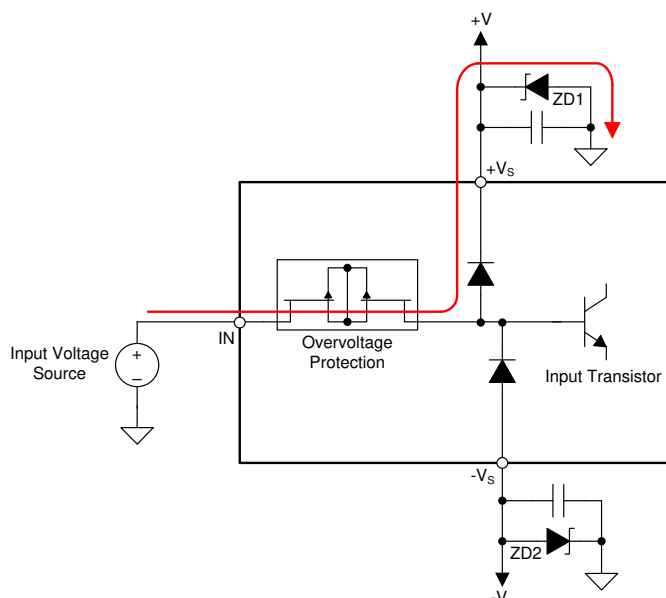 +V
ZD1
+VS
IN
Overvoltage
Protection
Input Voltage
Source
+
−
Input Transistor
-VS
ZD2
-V